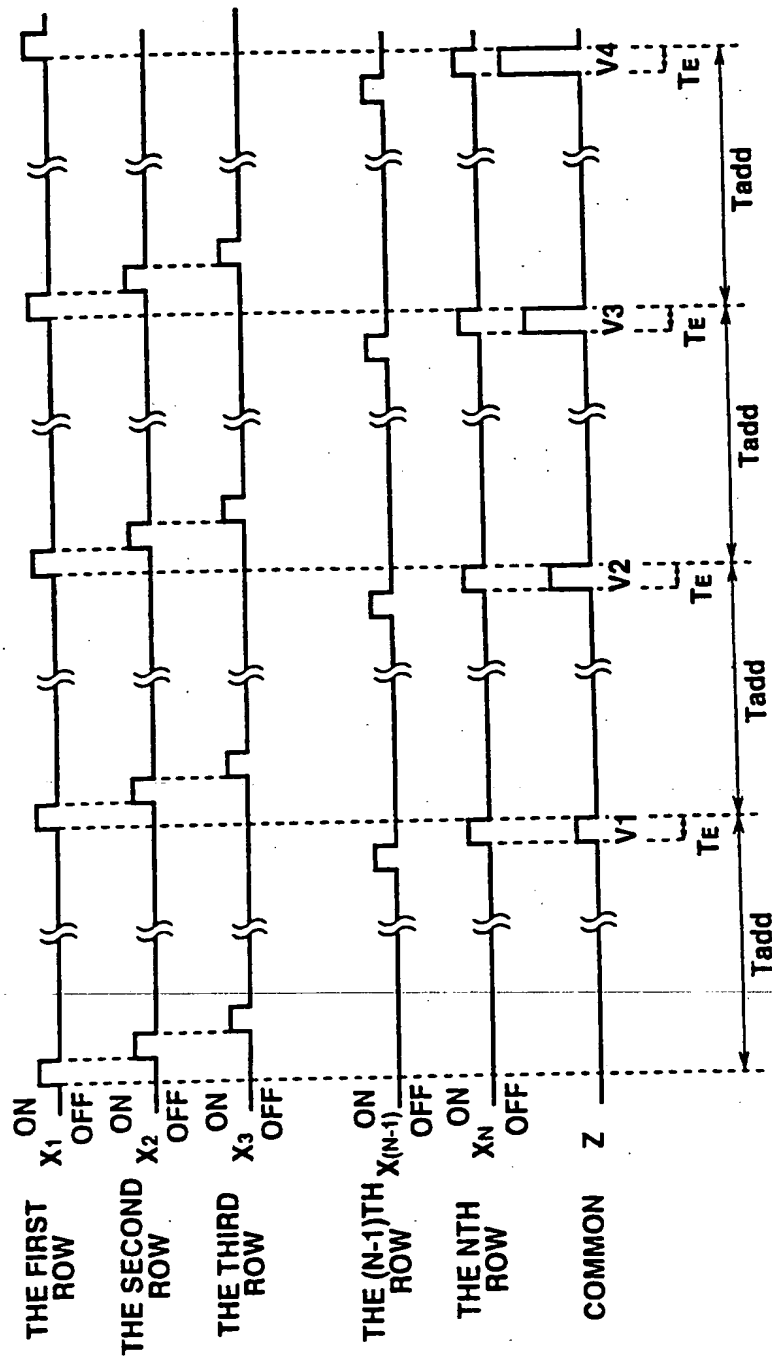 THE FIRST
ROW
X1
ON
OFF
THE SECOND
ROW
X2
ON
OFF
THE THIRD
ROW
X3
ON
OFF
THE (N-1)TH
ROW
X(N-1)
ON
OFF
THE NTH
ROW
XN
ON
OFF
COMMON Z
V1
V2
V3
V4
TE
TE
TE
TE
Tadd
Tadd
Tadd
Tadd